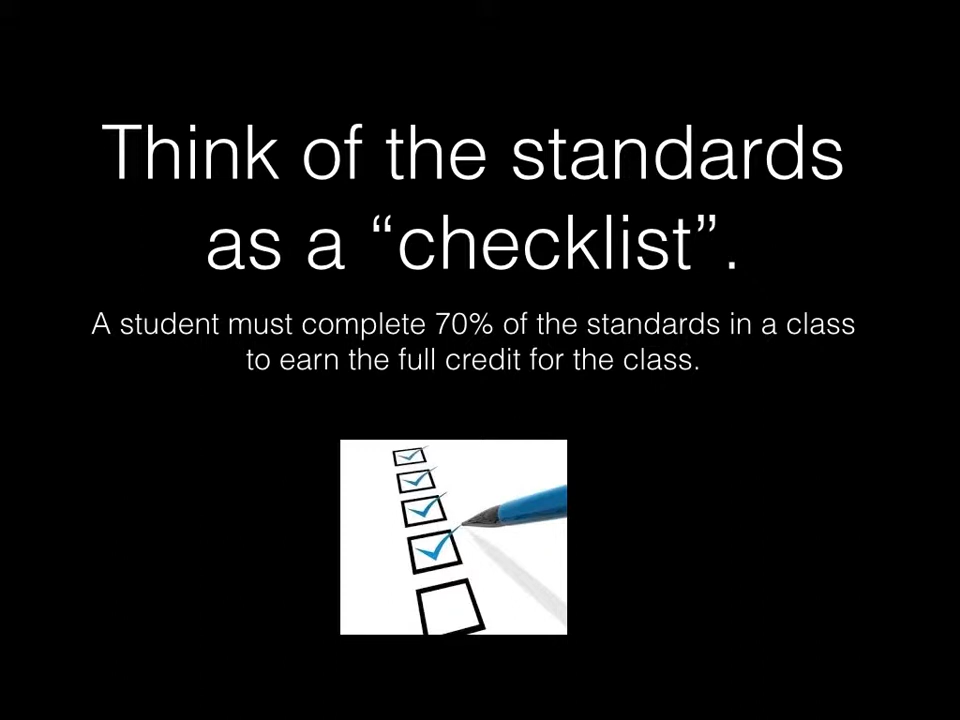 Think of the standards
as a “checklist”.
A student must complete 70% of the standards in a class
to earn the full credit for the class.